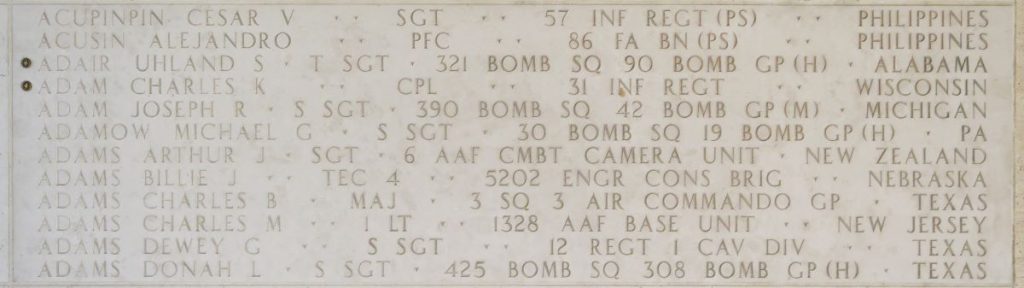 ACUPINPIN CESAR V · · SGT · · 57 INF REGT (PS) · · PHILIPPINES
ACUSIN ALEJANDRO · · PFC · · 86 FA BN (PS) · · PHILIPPINES
ADAIR UHLAND S · T SGT · 321 BOMB SQ 90 BOMB GP (H) · ALABAMA
ADAM CHARLES K · · CPL · · 31 INF REGT · · WISCONSIN
ADAM JOSEPH R · S SGT · 390 BOMB SQ 42 BOMB GP (M) · MICHIGAN
ADAMOW MICHAEL G · S SGT · 30 BOMB SQ 19 BOMB GP (H) · PA
ADAMS ARTHUR J · SGT · 6 AAF CMBT CAMERA UNIT · NEW ZEALAND
ADAMS BILLIE J · · TEC 4 · · 5202 ENGR CONS BRIG · · NEBRASKA
ADAMS CHARLES B · MAJ · 3 SQ 3 AIR COMMANDO GP · TEXAS
ADAMS CHARLES M · · 1 LT · · 1328 AAF BASE UNIT · · NEW JERSEY
ADAMS DEWEY G · · S SGT · · 12 REGT 1 CAV DIV · · TEXAS
ADAMS DONAH L · S SGT · 425 BOMB SQ 308 BOMB GP (H) · TEXAS